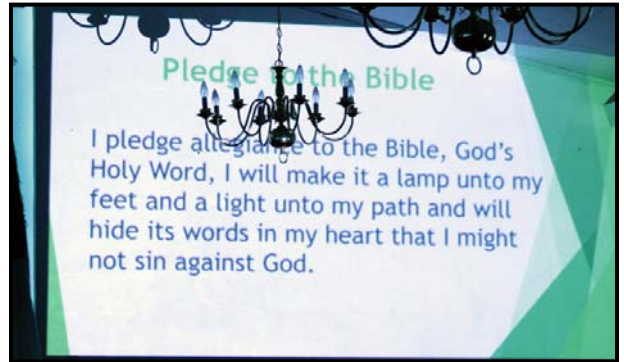 Pledge to the Bible
I pledge allegiance to the Bible, God's
Holy Word, I will make it a lamp unto my
feet and a light unto my path and will
hide its words in my heart that I might
not sin against God.